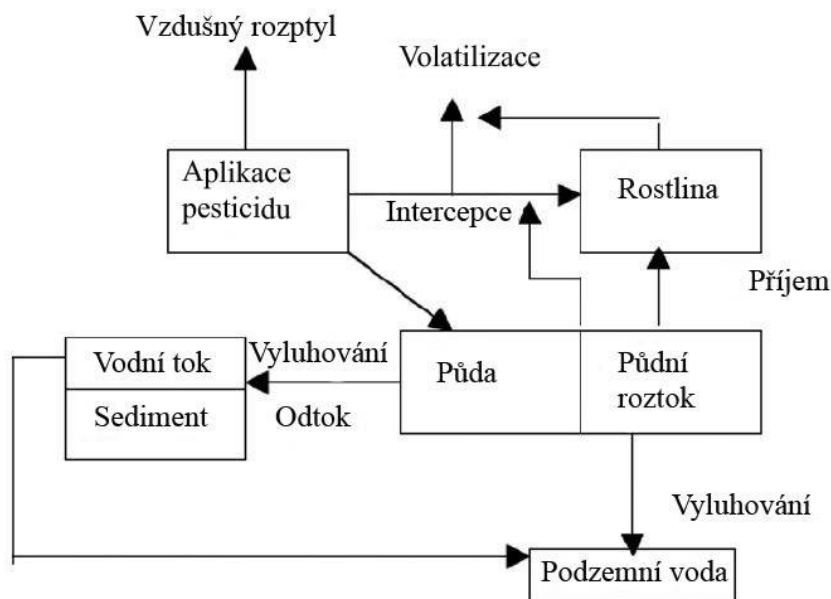 Vzdušný rozptyl
Volatilizace
Aplikace
pesticidu
Intercepce
Rostlina
Příjem
Vodní tok
Sediment
Vyluhování
Odtok
Půda
Půdní
roztok
Vyluhování
Podzemní voda